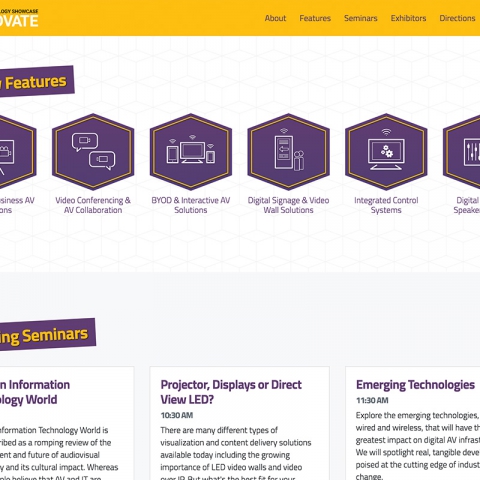 LOGY SHOWCASE
OVATE
About Features Seminars Exhibitors Directions
Features
siness AV
ons
Video Conferencing &
AV Collaboration
BYOD & Interactive AV
Solutions
Digital Signage & Video
Wall Solutions
Integrated Control
Systems
Digital
Speake
ing Seminars
n Information
ology World
nformation Technology World is
ribed as a romping review of the
ent and future of audiovisual
y and its cultural impact. Whereas
ple believe that AV and IT are
Projector, Displays or Direct
View LED?
10:30 AM
There are many different types of
visualization and content delivery solutions
available today including the growing
importance of LED video walls and video
over IP. But what's the best fit for your
Emerging Technologies
11:30 AM
Explore the emerging technologies,
wired and wireless, that will have th
greatest impact on digital AV infrast
We will spotlight real, tangible deve
poised at the cutting edge of indust
change.